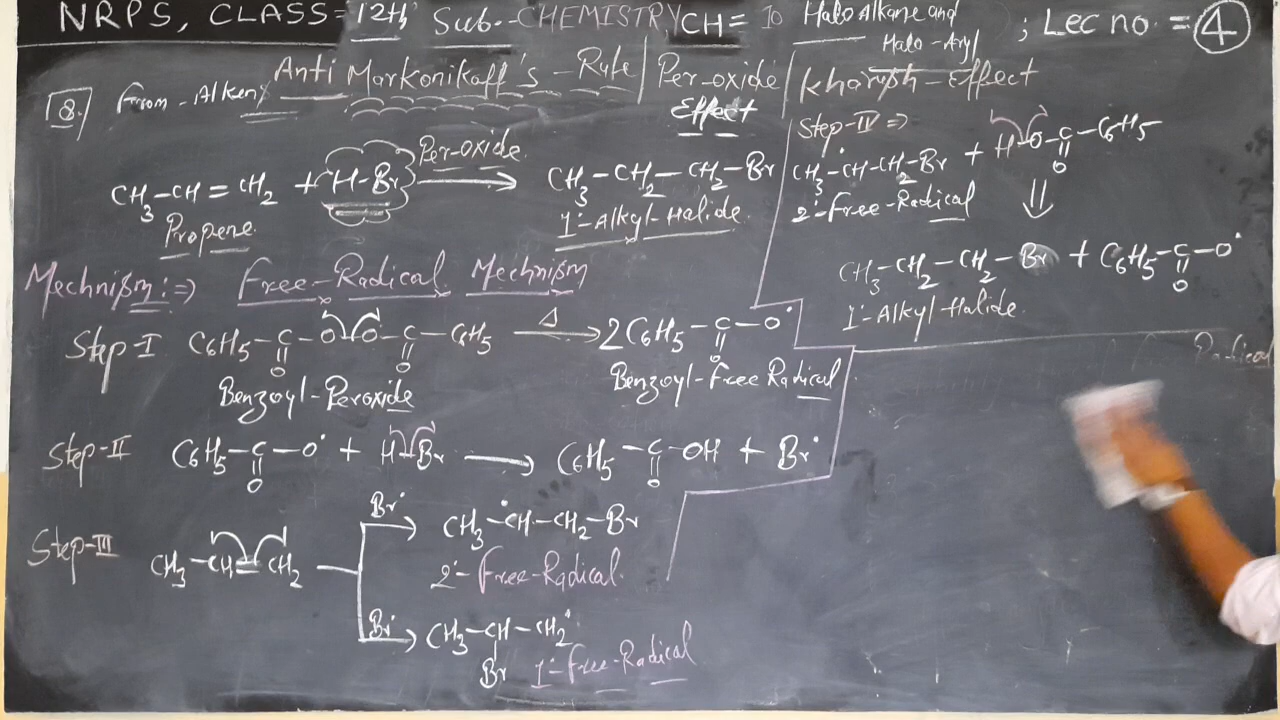 NRPS, CLASS=12th Sub-- CHEMISTRY, CH= 10 Halo Alkane and
Halo-Aryl ; Lec no. = 4
8. From-Alkene Anti Markonikoff's-Rule / Per-oxide / Kharph-Effect
Effect
CH3-CH=CH2 + H-Br Per-oxide → CH3-CH2-CH2-Br
Propene 1°-Alkyl-Halide
Mechnism:⇒ Free-Radical Mechnism
Step-I C6H5-C-O-O-C-C6H5 Δ → 2C6H5-C-O•
O O O
Benzoyl-Peroxide Benzoyl-Free Radical
Step-II C6H5-C-O• + H-Br → C6H5-C-OH + Br•
O O
Step-III CH3-CH=CH2
Br• → CH3-•CH-CH2-Br
2°-Free-Radical.
Br• → CH3-CH-CH2•
Br 1°-Free-Radical
Step-IV ⇒
CH3-•CH-CH2-Br + H-O-C-C6H5
O
2°-Free-Radical ⇓
CH3-CH2-CH2-Br + C6H5-C-O•
O
1°-Alkyl-Halide.
Radical